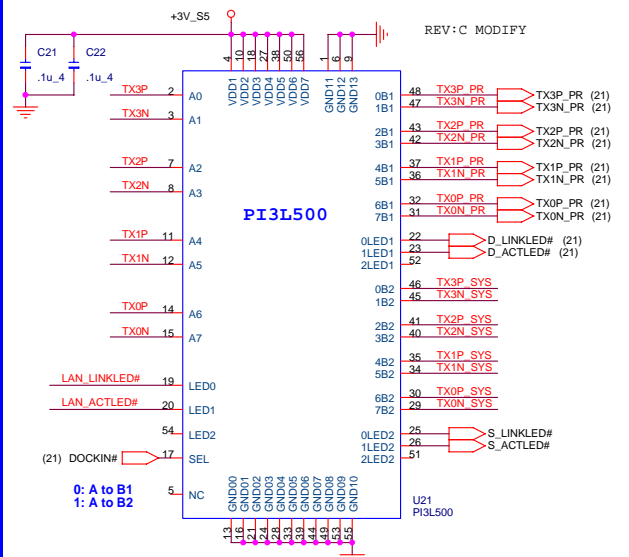 +3V_S5
REV:C MODIFY
C21 C22
.1u_4 .1u_4
4 10 18 27 38 50 56 1 6 9
VDD1 VDD2 VDD3 VDD4 VDD5 VDD6 VDD7 GND11 GND12 GND13
TX3P 2 A0 0B1 48 TX3P_PR TX3P_PR (21)
TX3N 3 A1 1B1 47 TX3N_PR TX3N_PR (21)
2B1 43 TX2P_PR TX2P_PR (21)
3B1 42 TX2N_PR TX2N_PR (21)
TX2P 7 A2 4B1 37 TX1P_PR TX1P_PR (21)
TX2N 8 A3 5B1 36 TX1N_PR TX1N_PR (21)
PI3L500
6B1 32 TX0P_PR TX0P_PR (21)
7B1 31 TX0N_PR TX0N_PR (21)
TX1P 11 A4 0LED1 22 D_LINKLED# (21)
TX1N 12 A5 1LED1 23 D_ACTLED# (21)
2LED1 52
0B2 46 TX3P_SYS
1B2 45 TX3N_SYS
TX0P 14 A6 2B2 41 TX2P_SYS
TX0N 15 A7 3B2 40 TX2N_SYS
4B2 35 TX1P_SYS
5B2 34 TX1N_SYS
LAN_LINKLED# 19 LED0 6B2 30 TX0P_SYS
LAN_ACTLED# 20 LED1 7B2 29 TX0N_SYS
54 LED2 0LED2 25 S_LINKLED#
1LED2 26 S_ACTLED#
(21) DOCKIN# 17 SEL 2LED2 51
0: A to B1
1: A to B2
5 NC
GND00 GND01 GND02 GND03 GND04 GND05 GND06 GND07 GND08 GND09 GND10
U21
PI3L500
13 16 21 24 28 33 39 44 49 53 55